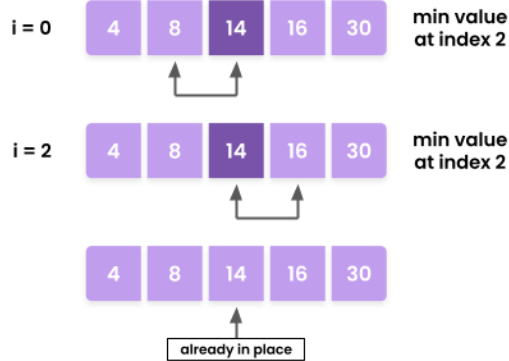 i = 0 4 8 14 16 30 min value
at index 2
i = 2 4 8 14 16 30 min value
at index 2
4 8 14 16 30
already in place